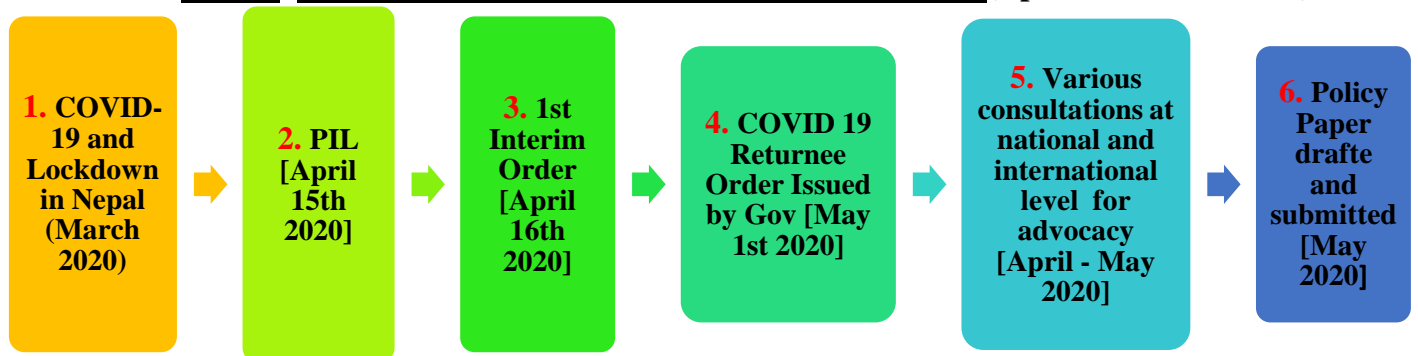 1. COVID-
19 and
Lockdown
in Nepal
(March
2020)
2. PIL
[April
15th
2020]
3. 1st
Interim
Order
[April
16th
2020]
4. COVID 19
Returnee
Order Issued
by Gov [May
1st 2020]
5. Various
consultations at
national and
international
level for
advocacy
[April - May
2020]
6. Policy
Paper
drafte
and
submitted
[May
2020]